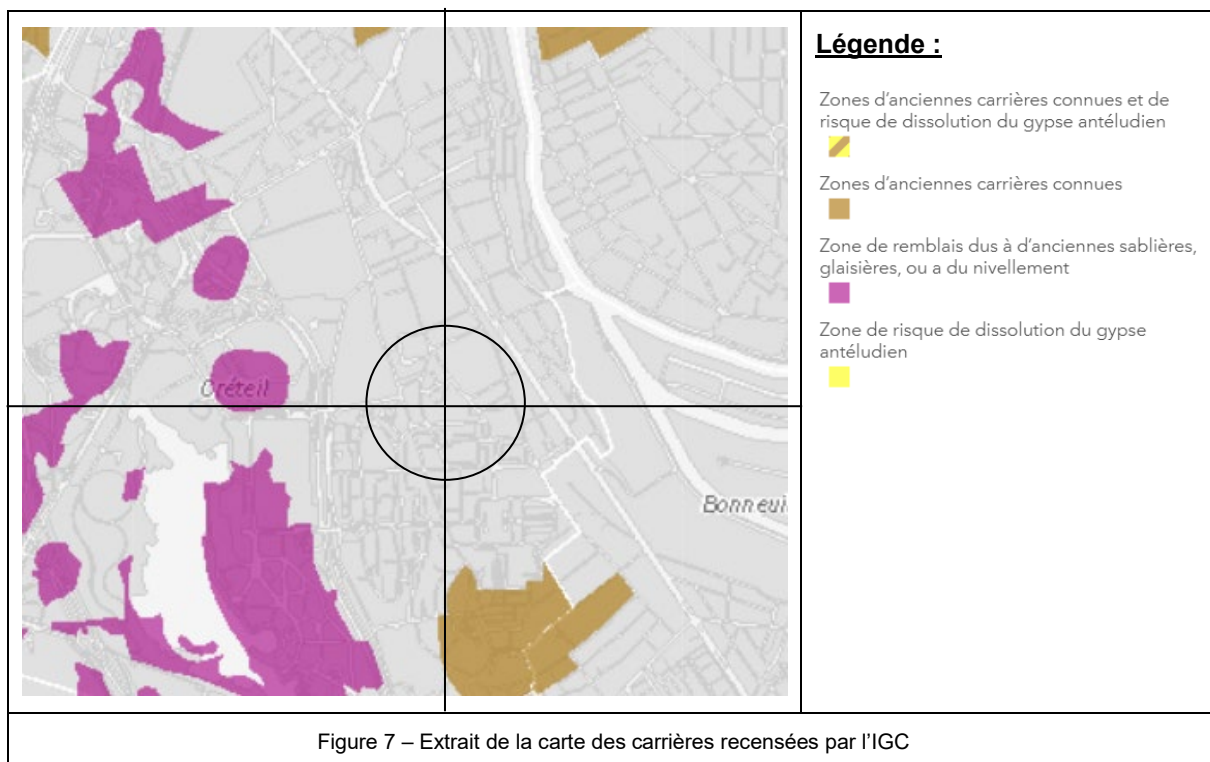 Légende :
Zones d'anciennes carrières connues et de
risque de dissolution du gypse antéludien
Zones d'anciennes carrières connues
Zone de remblais dus à d'anciennes sablières,
glaisières, ou a du nivellement
Zone de risque de dissolution du gypse
antéludien
Créteil
Bonneui
Figure 7 – Extrait de la carte des carrières recensées par l'IGC